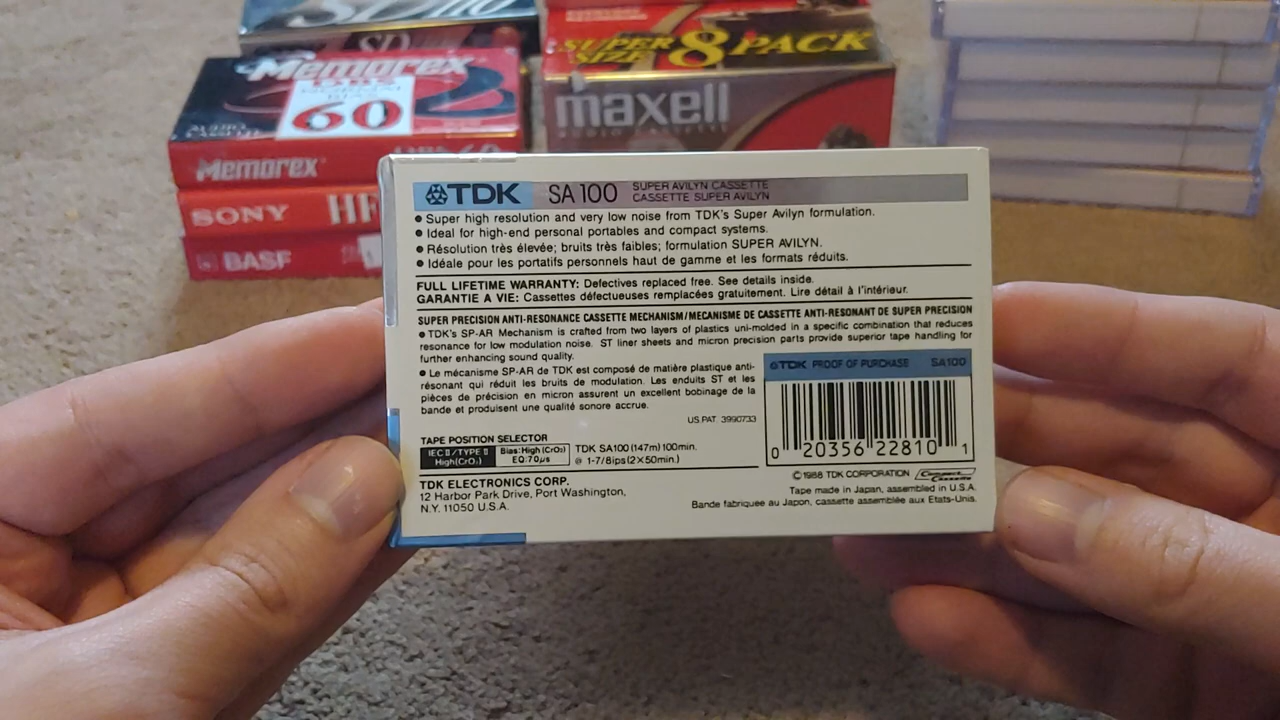 SD 110
SD
Memorex
60
AUDIO
Memorex
SONY HF
BASF
SUPER SIZE 8 PACK
maxell
AUDIO CASSETTE
TDK SA 100 SUPER AVILYN CASSETTE
CASSETTE SUPER AVILYN
● Super high resolution and very low noise from TDK's Super Avilyn formulation.
● Ideal for high-end personal portables and compact systems.
● Résolution très élevée; bruits très faibles; formulation SUPER AVILYN.
● Idéale pour les portatifs personnels haut de gamme et les formats réduits.
FULL LIFETIME WARRANTY: Defectives replaced free. See details inside.
GARANTIE A VIE: Cassettes défectueuses remplacées gratuitement. Lire détail à l'intérieur.
SUPER PRECISION ANTI-RESONANCE CASSETTE MECHANISM/MECANISME DE CASSETTE ANTI-RESONANT DE SUPER PRECISION
● TDK's SP-AR Mechanism is crafted from two layers of plastics uni-molded in a specific combination that reduces
resonance for low modulation noise. ST liner sheets and micron precision parts provide superior tape handling for
further enhancing sound quality.
● Le mécanisme SP-AR de TDK est composé de matière plastique anti-
résonant qui réduit les bruits de modulation. Les enduits ST et les
pièces de précision en micron assurent un excellent bobinage de la
bande et produisent une qualité sonore accrue.
US. PAT. 3990733
TAPE POSITION SELECTOR
IEC II / TYPE II
High(CrO₂)
Bias: High (CrO₂)
EQ: 70µs
TDK SA100 (147m) 100min.
@ 1-7/8ips (2×50min.)
TDK ELECTRONICS CORP.
12 Harbor Park Drive, Port Washington,
N.Y. 11050 U.S.A.
TDK PROOF OF PURCHASE SA100
0 20356 22810 1
©1988 TDK CORPORATION Compact Cassette
Tape made in Japan, assembled in U.S.A.
Bande fabriquee au Japon, cassette assemblée aux Etats-Unis.